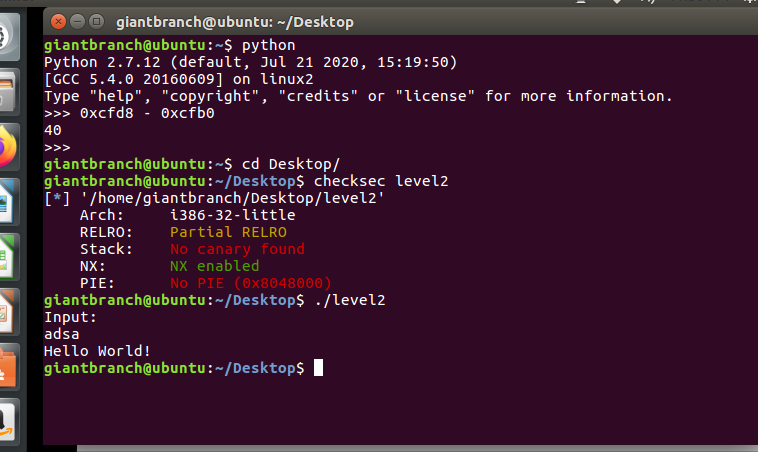 giantbranch@ubuntu: ~/Desktop
giantbranch@ubuntu:~$ python
Python 2.7.12 (default, Jul 21 2020, 15:19:50)
[GCC 5.4.0 20160609] on linux2
Type "help", "copyright", "credits" or "license" for more information.
>>> 0xcfd8 - 0xcfb0
40
>>>
giantbranch@ubuntu:~$ cd Desktop/
giantbranch@ubuntu:~/Desktop$ checksec level2
[*] '/home/giantbranch/Desktop/level2'
    Arch:     i386-32-little
    RELRO:    Partial RELRO
    Stack:    No canary found
    NX:       NX enabled
    PIE:      No PIE (0x8048000)
giantbranch@ubuntu:~/Desktop$ ./level2
Input:
adsa
Hello World!
giantbranch@ubuntu:~/Desktop$